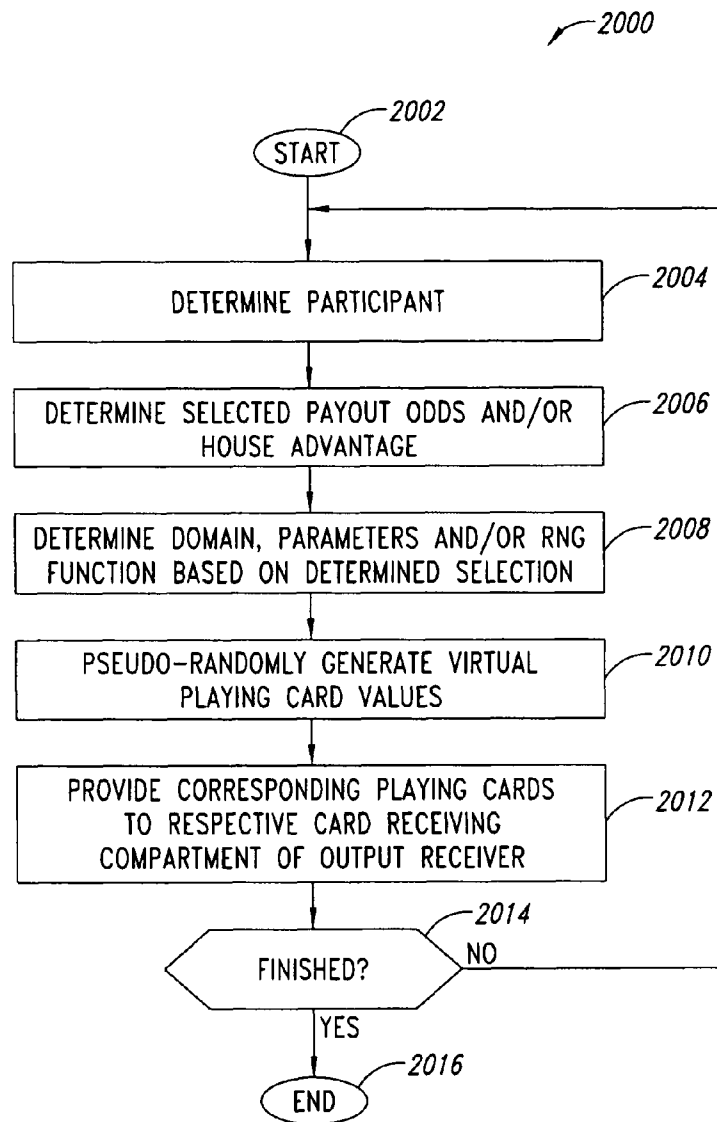 2000
2002
START
2004
DETERMINE PARTICIPANT
2006
DETERMINE SELECTED PAYOUT ODDS AND/OR
HOUSE ADVANTAGE
2008
DETERMINE DOMAIN, PARAMETERS AND/OR RNG
FUNCTION BASED ON DETERMINED SELECTION
2010
PSEUDO-RANDOMLY GENERATE VIRTUAL
PLAYING CARD VALUES
2012
PROVIDE CORRESPONDING PLAYING CARDS
TO RESPECTIVE CARD RECEIVING
COMPARTMENT OF OUTPUT RECEIVER
2014
FINISHED?
NO
YES
2016
END